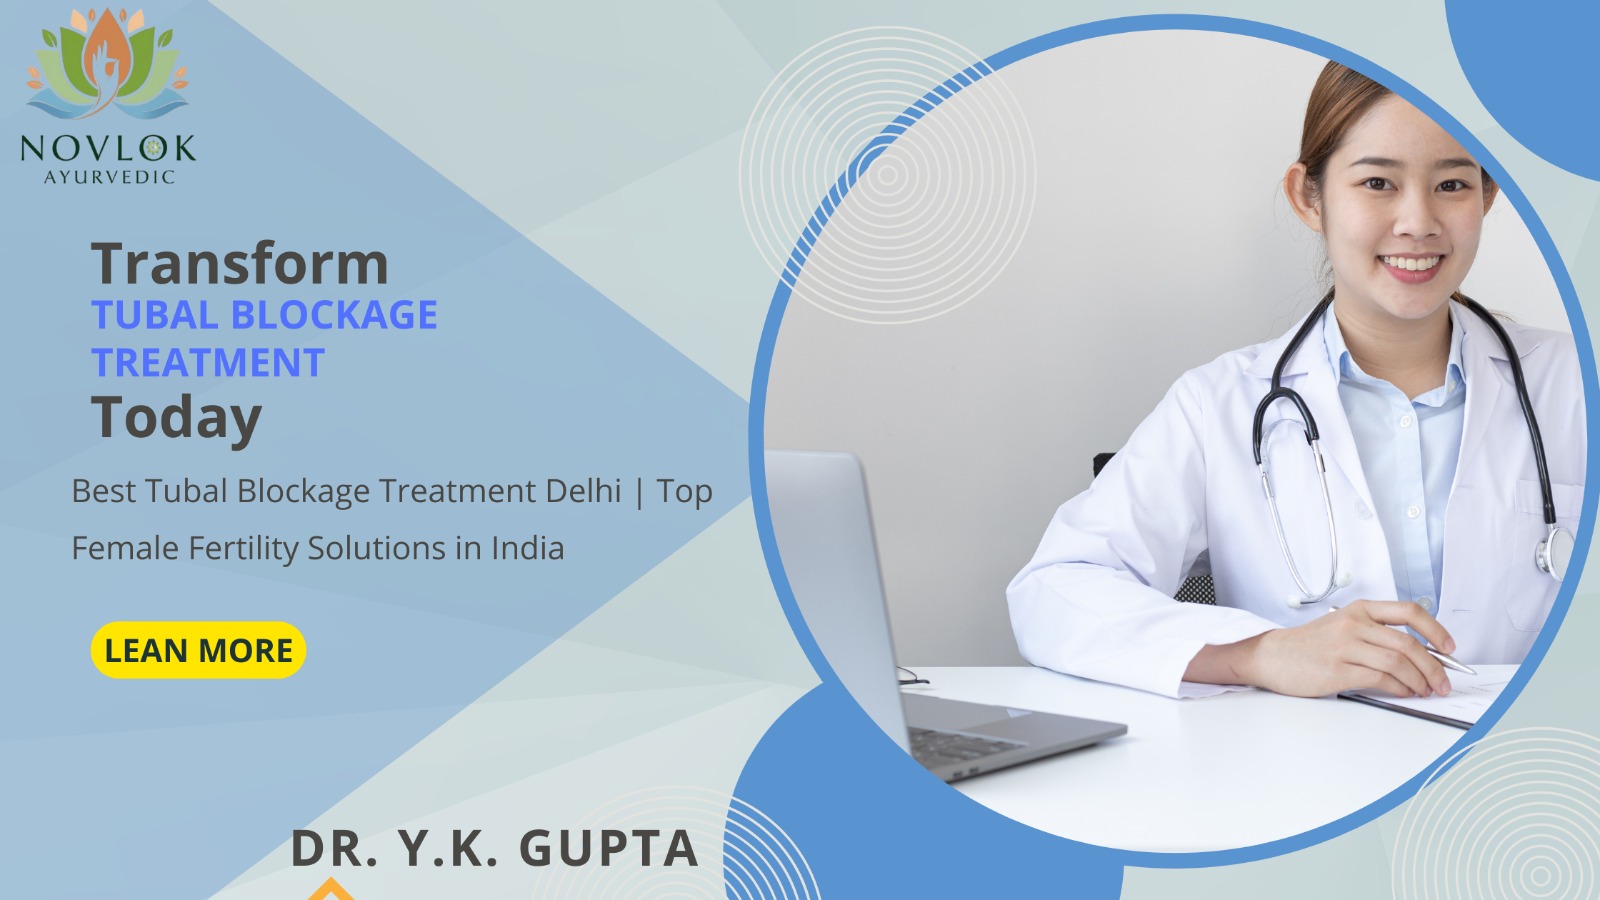 NOVLOK
AYURVEDIC
Transform
TUBAL BLOCKAGE
TREATMENT
Today
Best Tubal Blockage Treatment Delhi | Top
Female Fertility Solutions in India
LEAN MORE
DR. Y.K. GUPTA